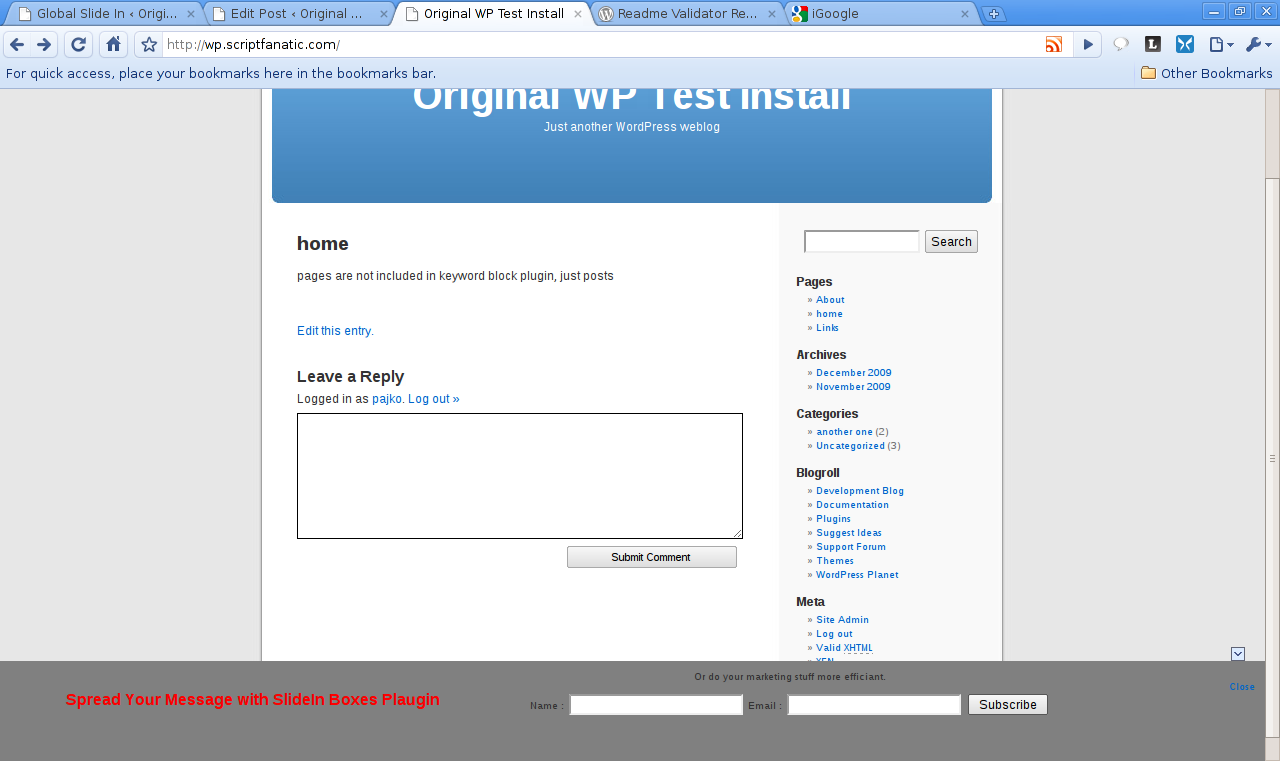 Global Slide In ‹ Origi...
Edit Post ‹ Original ...
Original WP Test Install
Readme Validator Re...
iGoogle
http://wp.scriptfanatic.com/
For quick access, place your bookmarks here in the bookmarks bar.
Other Bookmarks
Original WP Test Install
Just another WordPress weblog
home
pages are not included in keyword block plugin, just posts
Edit this entry.
Leave a Reply
Logged in as pajko. Log out »
Submit Comment
Search
Pages
» About
» home
» Links
Archives
» December 2009
» November 2009
Categories
» another one (2)
» Uncategorized (3)
Blogroll
» Development Blog
» Documentation
» Plugins
» Suggest Ideas
» Support Forum
» Themes
» WordPress Planet
Meta
» Site Admin
» Log out
» Valid XHTML
» XFN
Or do your marketing stuff more efficiant.
Close
Spread Your Message with SlideIn Boxes Plaugin
Name :
Email :
Subscribe